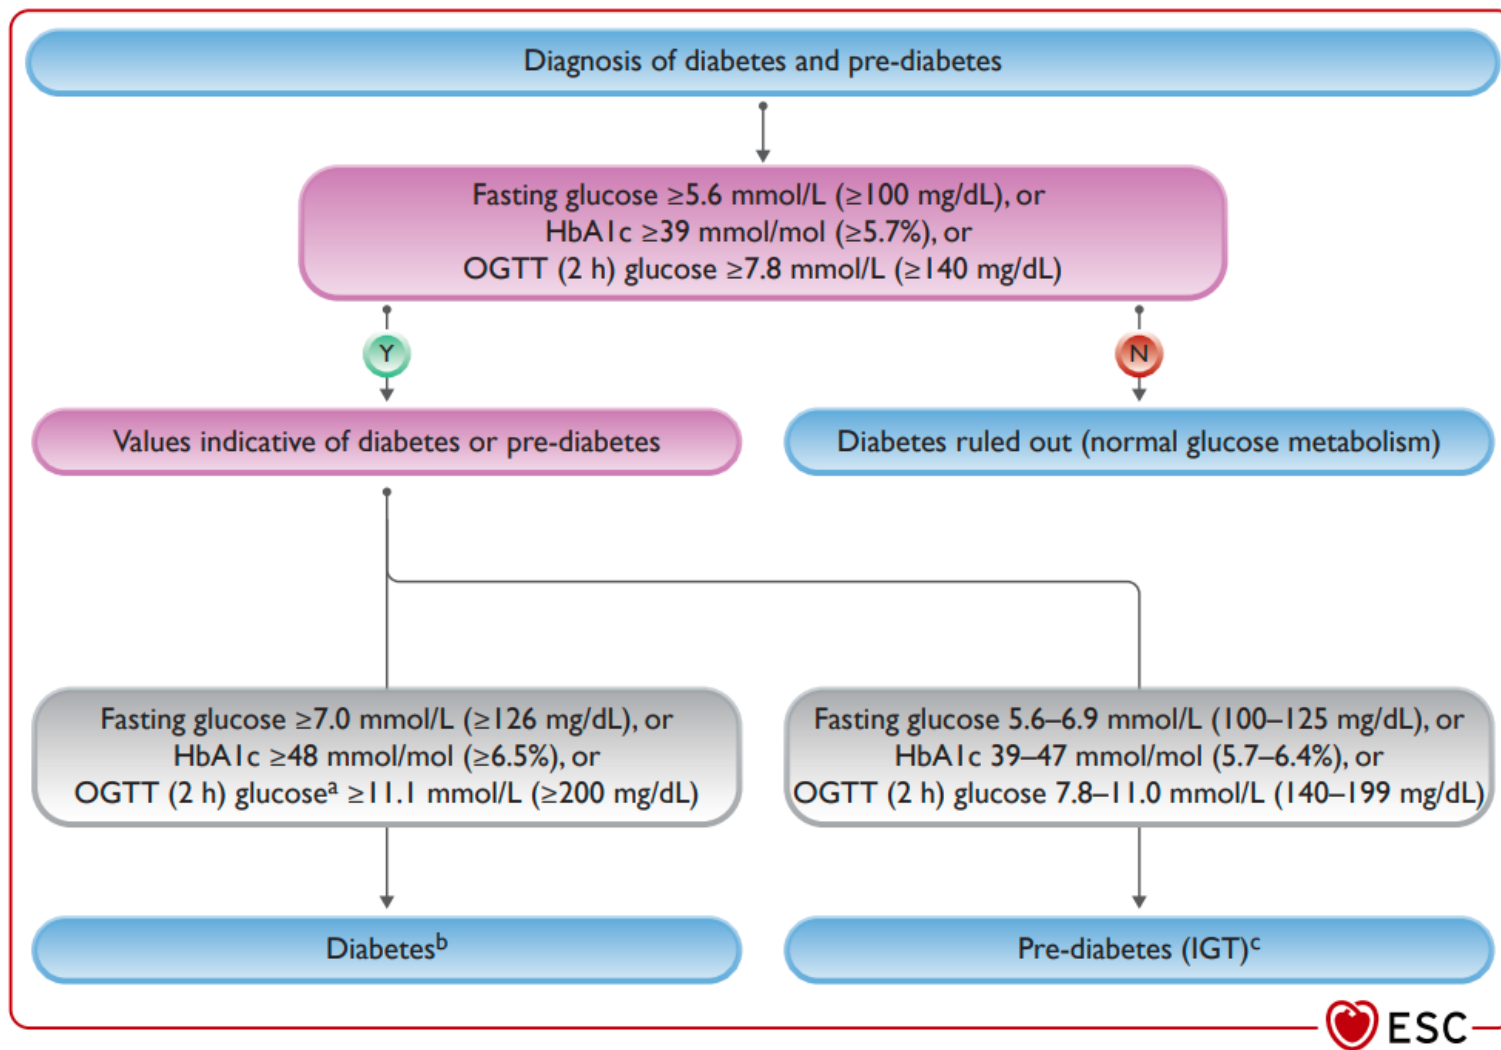 Diagnosis of diabetes and pre-diabetes
Fasting glucose ≥5.6 mmol/L (≥100 mg/dL), or
HbA1c ≥39 mmol/mol (≥5.7%), or
OGTT (2 h) glucose ≥7.8 mmol/L (≥140 mg/dL)
Y
N
Values indicative of diabetes or pre-diabetes
Diabetes ruled out (normal glucose metabolism)
Fasting glucose ≥7.0 mmol/L (≥126 mg/dL), or
HbA1c ≥48 mmol/mol (≥6.5%), or
OGTT (2 h) glucoseᵃ ≥11.1 mmol/L (≥200 mg/dL)
Fasting glucose 5.6–6.9 mmol/L (100–125 mg/dL), or
HbA1c 39–47 mmol/mol (5.7–6.4%), or
OGTT (2 h) glucose 7.8–11.0 mmol/L (140–199 mg/dL)
Diabetesᵇ
Pre-diabetes (IGT)ᶜ
ESC